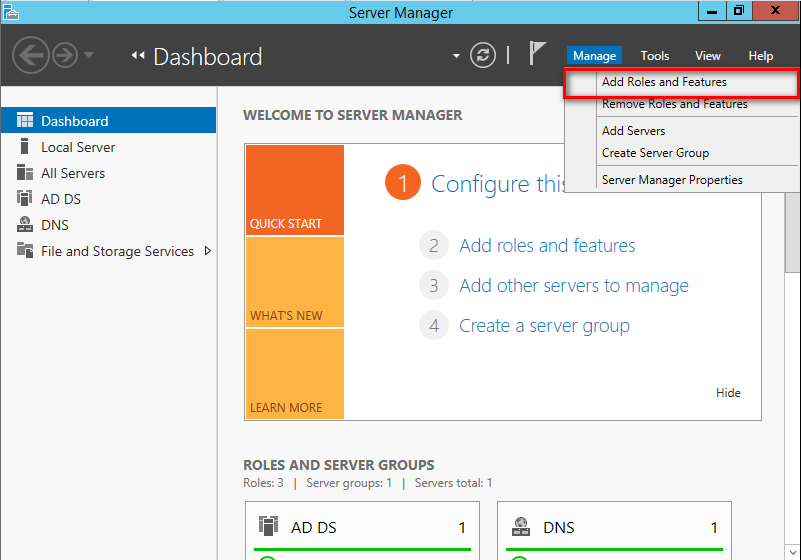 Server Manager
Dashboard
Manage Tools View Help
Add Roles and Features
Remove Roles and Features
Add Servers
Create Server Group
Server Manager Properties
Dashboard
Local Server
All Servers
AD DS
DNS
File and Storage Services
WELCOME TO SERVER MANAGER
QUICK START
WHAT'S NEW
LEARN MORE
1 Configure this
2 Add roles and features
3 Add other servers to manage
4 Create a server group
Hide
ROLES AND SERVER GROUPS
Roles: 3 | Server groups: 1 | Servers total: 1
AD DS 1
DNS 1